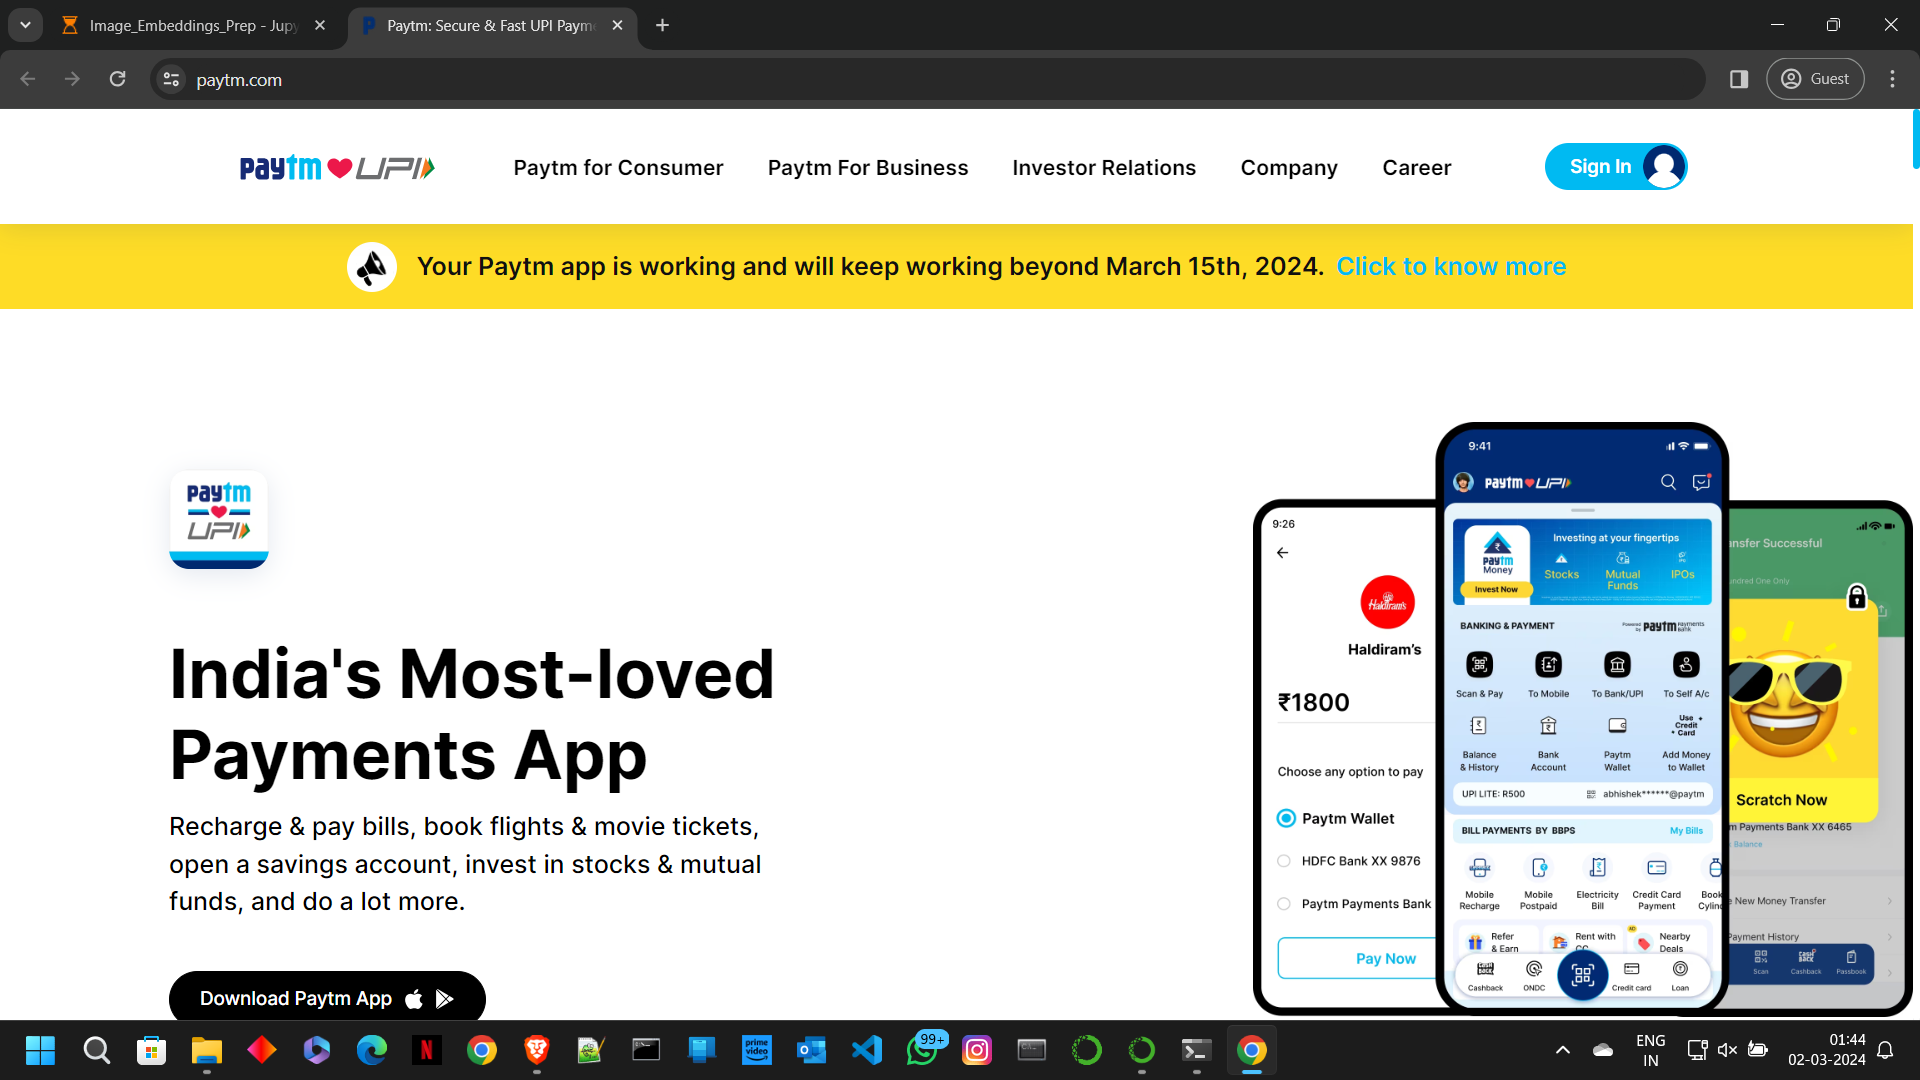 Image_Embeddings_Prep - Jupy
Paytm: Secure & Fast UPI Payme
paytm.com
Guest
paytm UPI
Paytm for Consumer
Paytm For Business
Investor Relations
Company
Career
Sign In
Your Paytm app is working and will keep working beyond March 15th, 2024. Click to know more
paytm
UPI
India's Most-loved
Payments App
Recharge & pay bills, book flights & movie tickets,
open a savings account, invest in stocks & mutual
funds, and do a lot more.
Download Paytm App
9:26
Haldiram's
Haldiram's
₹1800
Choose any option to pay
Paytm Wallet
HDFC Bank XX 9876
Paytm Payments Bank
Pay Now
9:41
paytm UPI
paytm
Money
Invest Now
Investing at your fingertips
Stocks
Mutual
Funds
IPOs
BANKING & PAYMENT
Powered by paytm Payments Bank
Scan & Pay
To Mobile
To Bank/UPI
To Self A/c
Balance
& History
Bank
Account
Paytm
Wallet
Use
Credit
Card
Add Money
to Wallet
UPI LITE: R500
abhishek******@paytm
BILL PAYMENTS BY BBPS
My Bills
Mobile
Recharge
Mobile
Postpaid
Electricity
Bill
Credit Card
Payment
Book
Cylin
Refer
& Earn
Rent with
CC
AD
Nearby
Deals
Cashback
ONDC
Credit card
Loan
nsfer Successful
ndred One Only
Scratch Now
m Payments Bank XX 6465
Balance
e New Money Transfer
Payment History
Scan
Cashback
Passbook
prime
video
99+
ENG
IN
01:44
02-03-2024